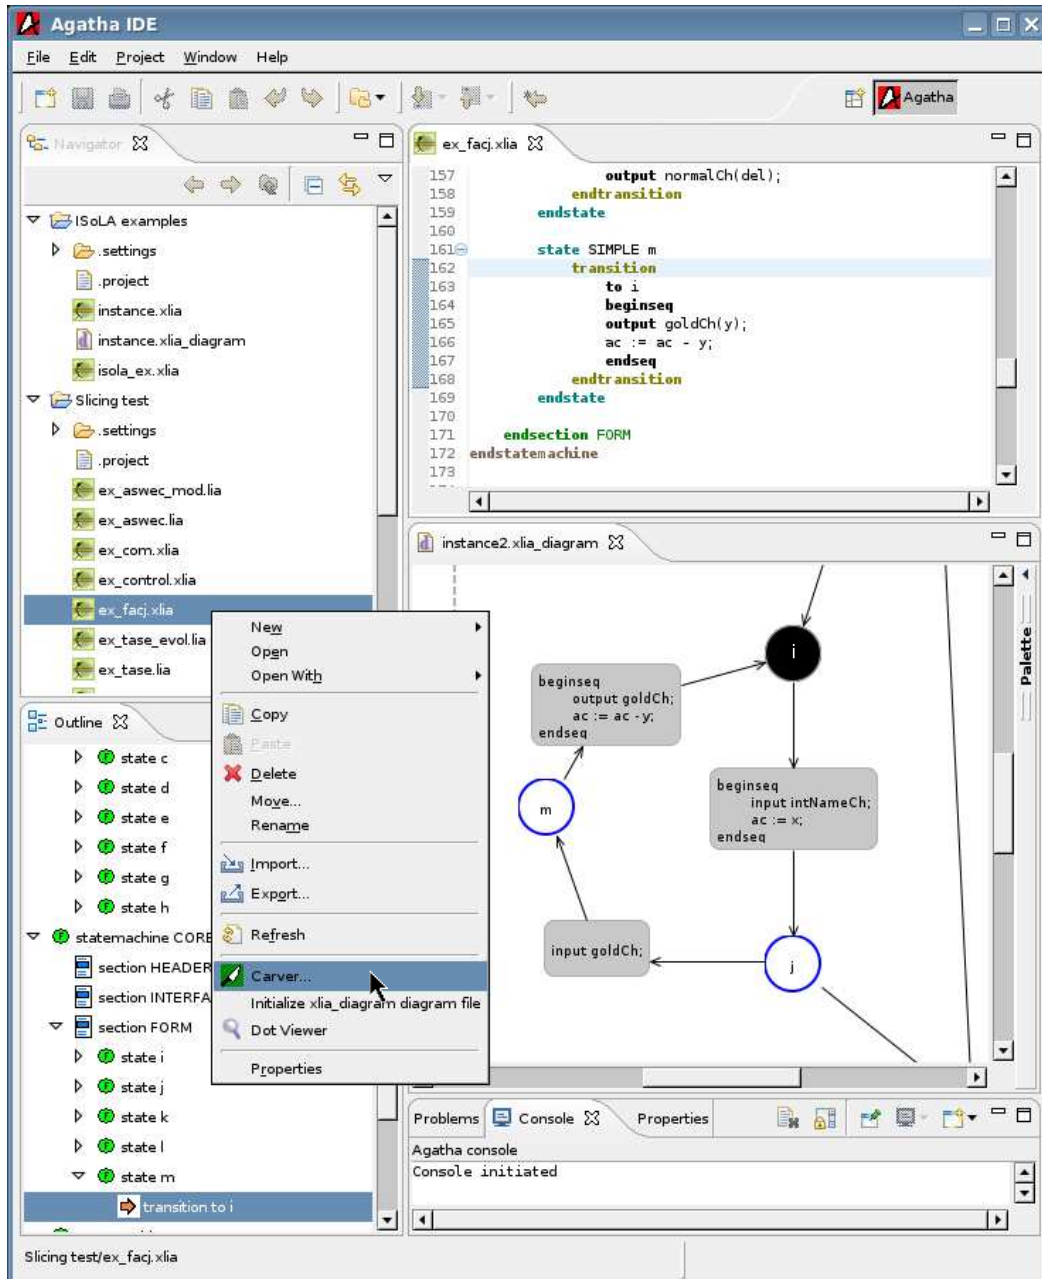 Agatha IDE
File Edit Project Window Help
Agatha
Navigator
ISoLA examples
.settings
.project
instance.xlia
instance.xlia_diagram
isola_ex.xlia
Slicing test
.settings
.project
ex_aswec_mod.lia
ex_aswec.lia
ex_com.xlia
ex_control.xlia
ex_facj.xlia
ex_tase_evol.lia
ex_tase.lia
ex_facj.xlia
157 output normalCh(del);
158 endtransition
159 endstate
160
161 state SIMPLE m
162 transition
163 to i
164 beginseq
165 output goldCh(y);
166 ac := ac - y;
167 endseq
168 endtransition
169 endstate
170
171 endsection FORM
172 endstatemachine
173
instance2.xlia_diagram
i
beginseq
output goldCh;
ac := ac -y;
endseq
m
beginseq
input intNameCh;
ac := x;
endseq
input goldCh;
j
Palette
New
Open
Open With
Copy
Paste
Delete
Move...
Rename
Import...
Export...
Refresh
Carver...
Initialize xlia_diagram diagram file
Dot Viewer
Properties
Outline
state c
state d
state e
state f
state g
state h
statemachine CORE
section HEADER
section INTERFA
section FORM
state i
state j
state k
state l
state m
transition to i
Problems Console Properties
Agatha console
Console initiated
Slicing test/ex_facj.xlia